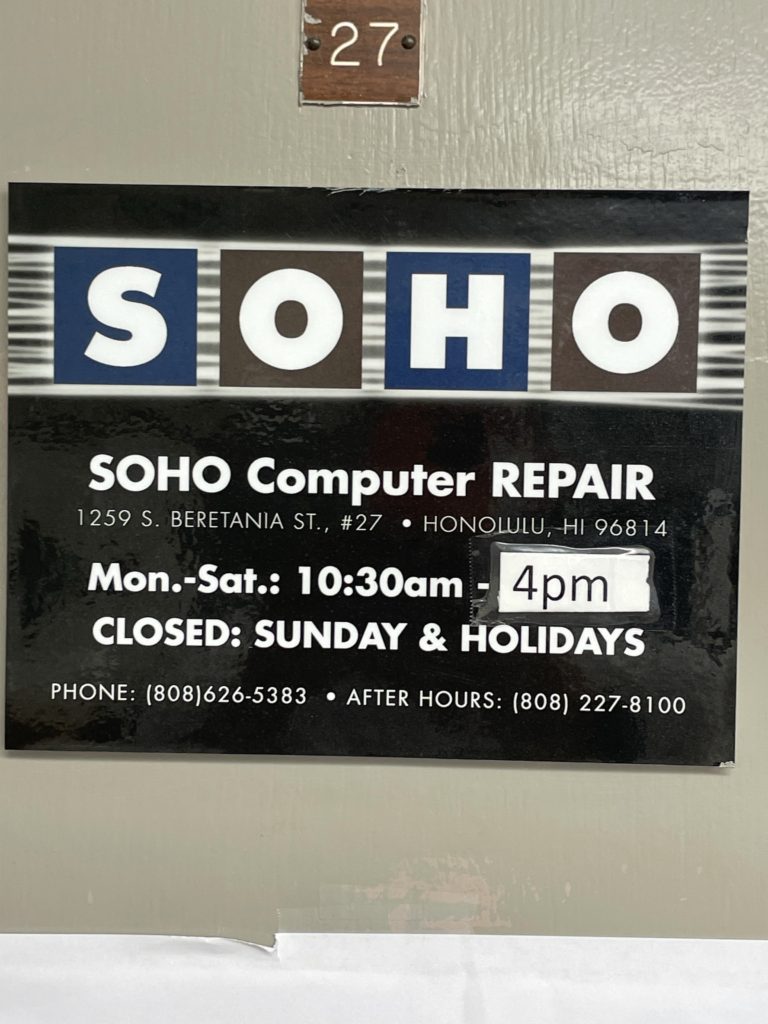 27
SOHO
SOHO Computer REPAIR
1259 S. BERETANIA ST., #27 • HONOLULU, HI 96814
Mon.-Sat.: 10:30am - 4pm
CLOSED: SUNDAY & HOLIDAYS
PHONE: (808)626-5383 • AFTER HOURS: (808) 227-8100